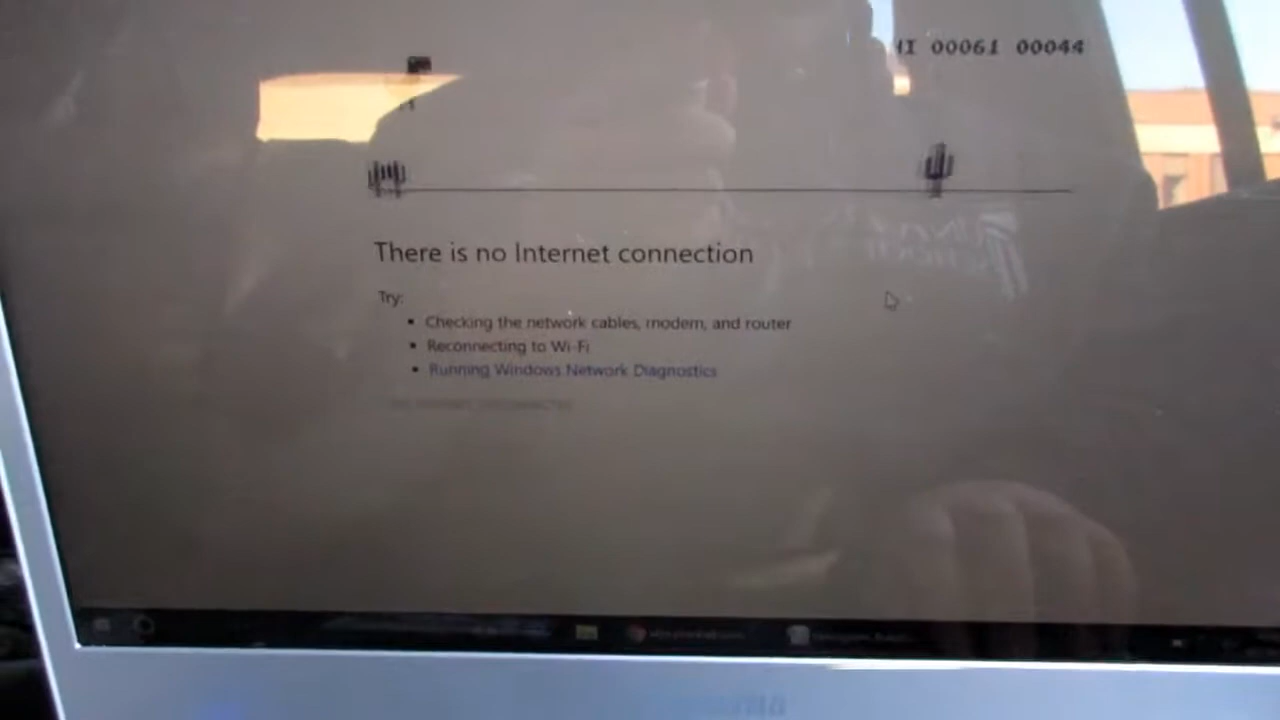 HI 00061 00044
There is no Internet connection
Try:
• Checking the network cables, modem, and router
• Reconnecting to Wi-Fi
• Running Windows Network Diagnostics